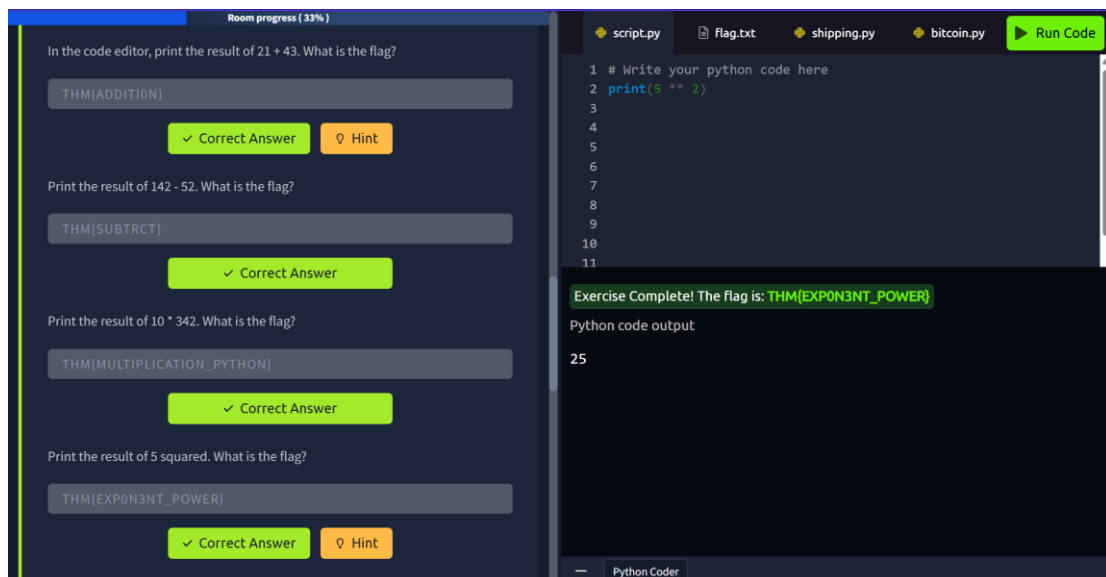 Room progress ( 33% )
In the code editor, print the result of 21 + 43. What is the flag?
THM{ADDITI0N}
✓ Correct Answer
Hint
Print the result of 142 - 52. What is the flag?
THM{SUBTRCT}
✓ Correct Answer
Print the result of 10 * 342. What is the flag?
THM{MULTIPLICATION_PYTHON}
✓ Correct Answer
Print the result of 5 squared. What is the flag?
THM{EXP0N3NT_POWER}
✓ Correct Answer
Hint
script.py
flag.txt
shipping.py
bitcoin.py
Run Code
1 # Write your python code here
2 print(5 ** 2)
3
4
5
6
7
8
9
10
11
Exercise Complete! The flag is: THM{EXP0N3NT_POWER}
Python code output
25
Python Coder